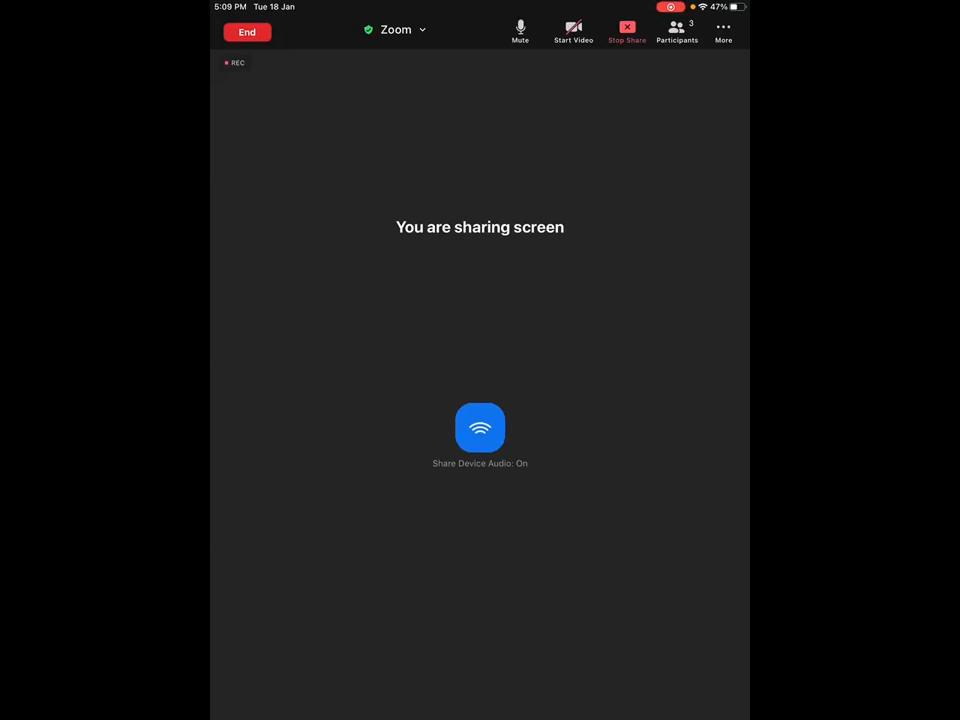 5:09 PM Tue 18 Jan
47%
End
Zoom
Mute
Start Video
Stop Share
3
Participants
More
REC
You are sharing screen
Share Device Audio: On